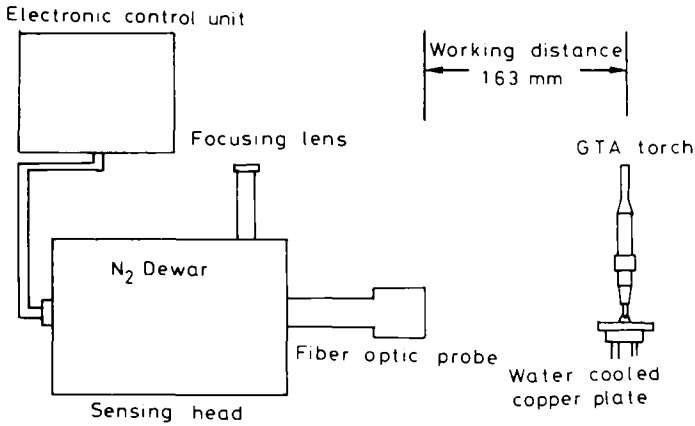 Electronic control unit
Working distance
163 mm
Focusing lens
GTA torch
N2 Dewar
Fiber optic probe
Water cooled
copper plate
Sensing head